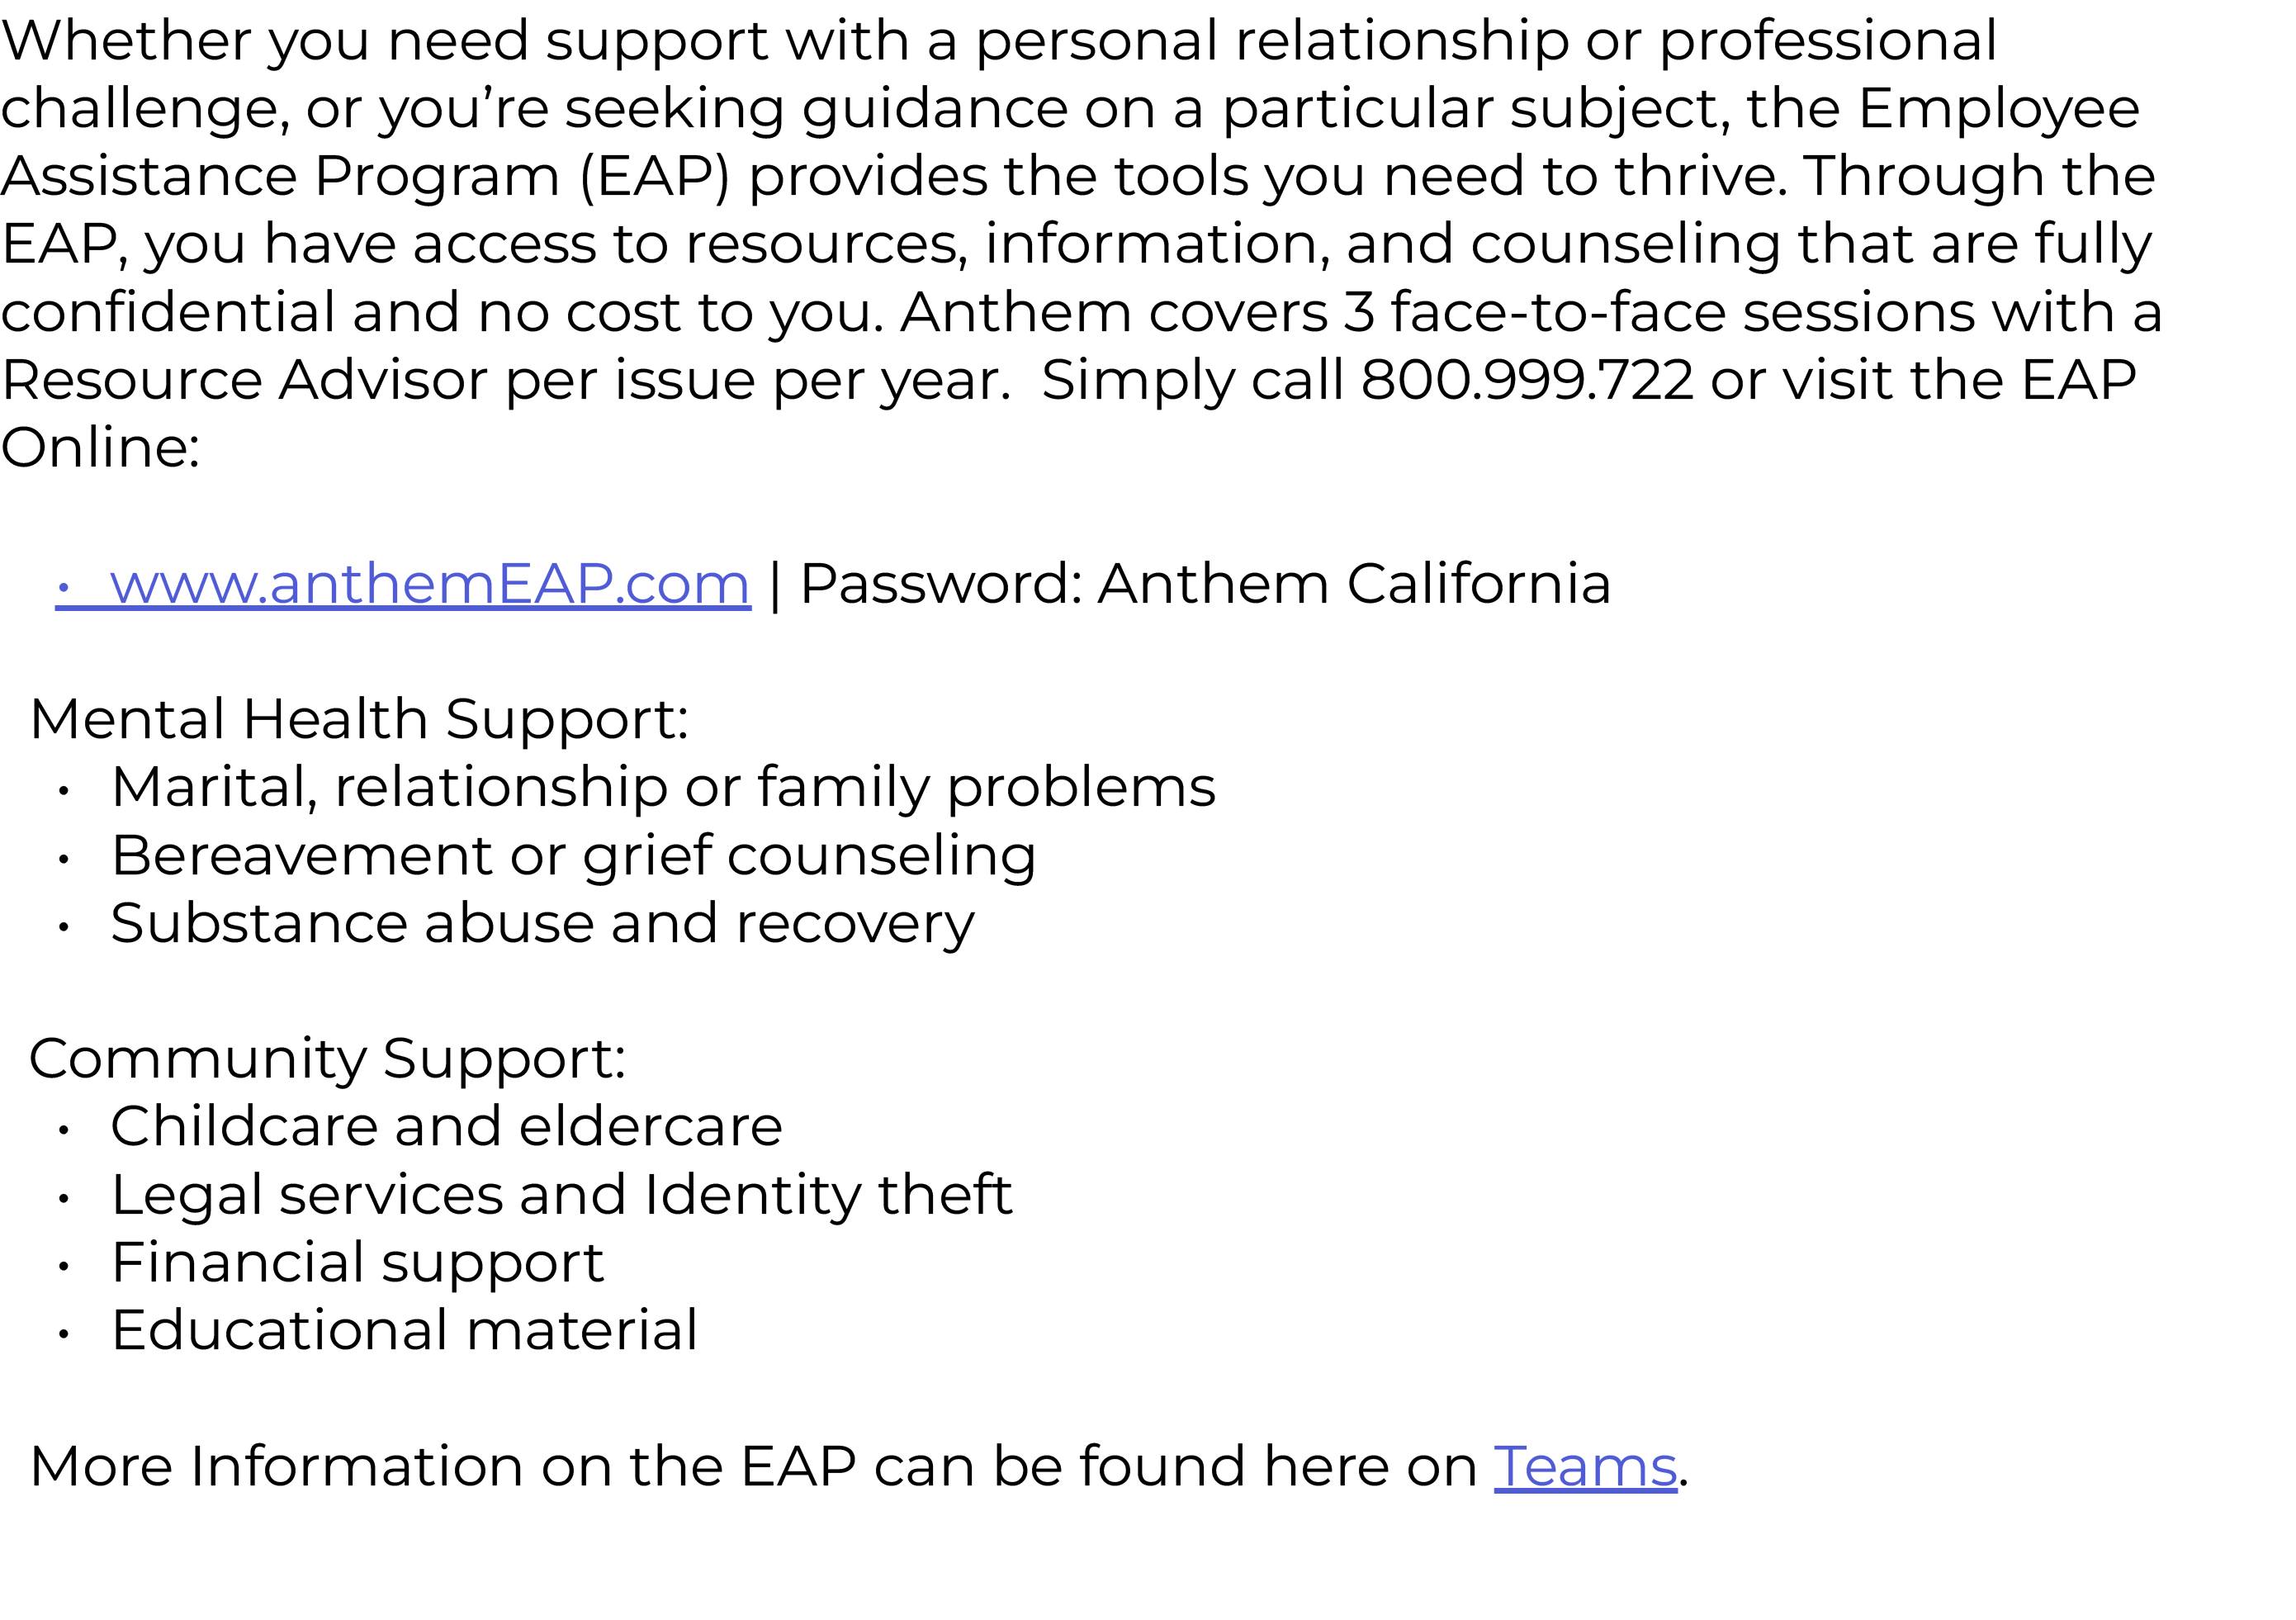 Whether you need support with a personal relationship or professional
challenge, or you’re seeking guidance on a particular subject, the Employee
Assistance Program (EAP) provides the tools you need to thrive. Through the
EAP, you have access to resources, information, and counseling that are fully
confidential and no cost to you. Anthem covers 3 face-to-face sessions with a
Resource Advisor per issue per year.  Simply call 800.999.722 or visit the EAP
Online:
• www.anthemEAP.com | Password: Anthem California
Mental Health Support:
• Marital, relationship or family problems
• Bereavement or grief counseling
• Substance abuse and recovery
Community Support:
• Childcare and eldercare
• Legal services and Identity theft
• Financial support
• Educational material
More Information on the EAP can be found here on Teams.